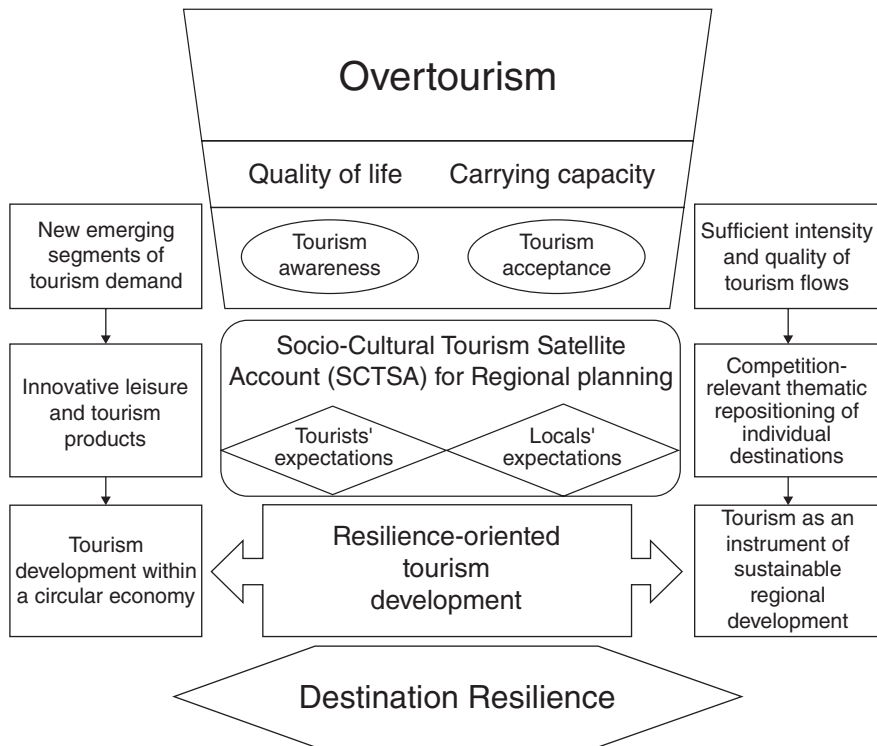 Overtourism
Quality of life
Carrying capacity
Tourism
awareness
Tourism
acceptance
New emerging
segments of
tourism demand
Innovative leisure
and tourism
products
Tourism
development within
a circular economy
Socio-Cultural Tourism Satellite
Account (SCTSA) for Regional planning
Tourists'
expectations
Locals'
expectations
Resilience-oriented
tourism
development
Sufficient intensity
and quality of
tourism flows
Competition-
relevant thematic
repositioning of
individual
destinations
Tourism as an
instrument of
sustainable
regional
development
Destination Resilience